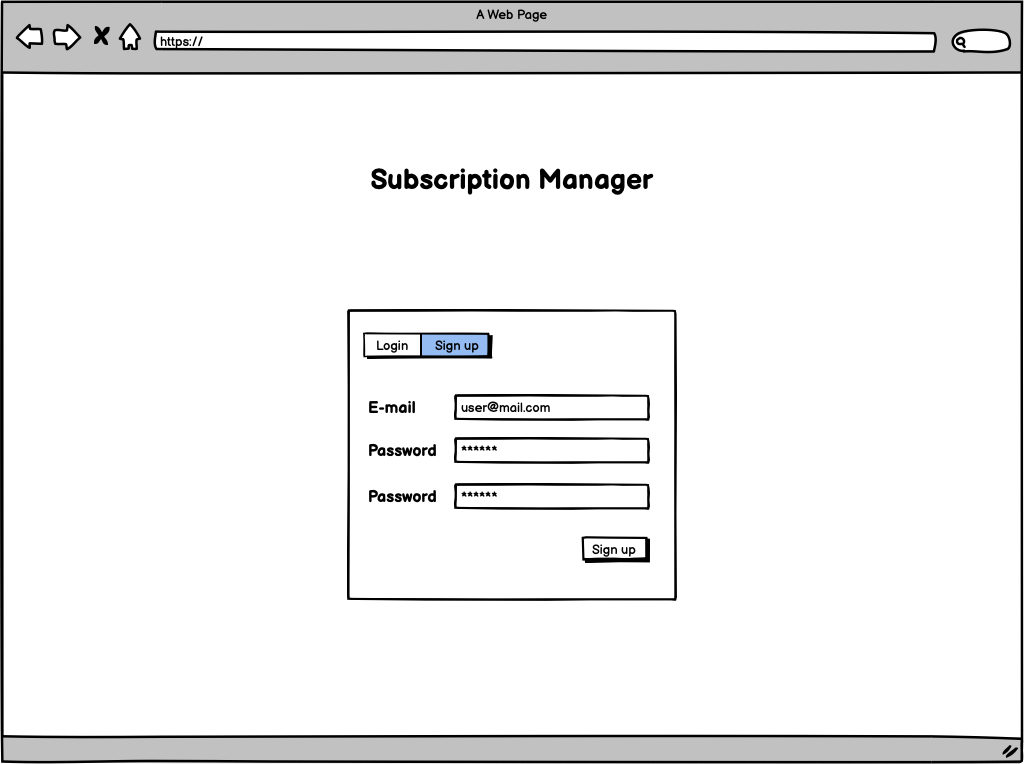 A Web Page
https://
Subscription Manager
Login Sign up
E-mail user@mail.com
Password ******
Password ******
Sign up